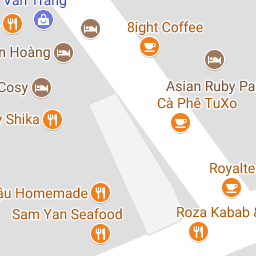 Vân Trang
8ight Coffee
n Hoàng
Asian Ruby Pa
Cosy
Cà Phê TuXo
y Shika
Royalte
ầu Homemade
Sam Yan Seafood
Roza Kabab &